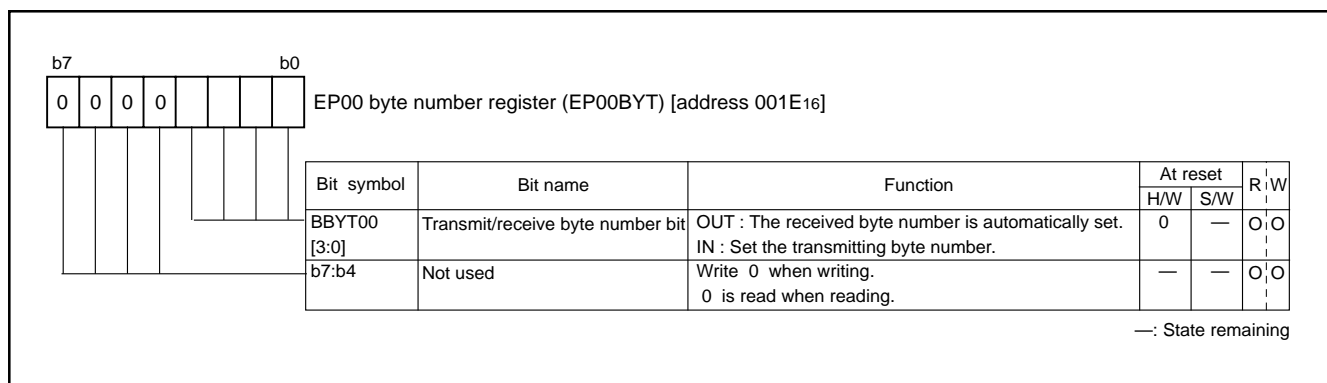 b7 b0
0 0 0 0 EP00 byte number register (EP00BYT) [address 001E16]
Bit symbol Bit name Function At reset R W
H/W S/W
BBYT00 Transmit/receive byte number bit OUT : The received byte number is automatically set. 0 — O O
[3:0] IN : Set the transmitting byte number.
b7:b4 Not used Write 0 when writing. — — O O
0 is read when reading.
—: State remaining